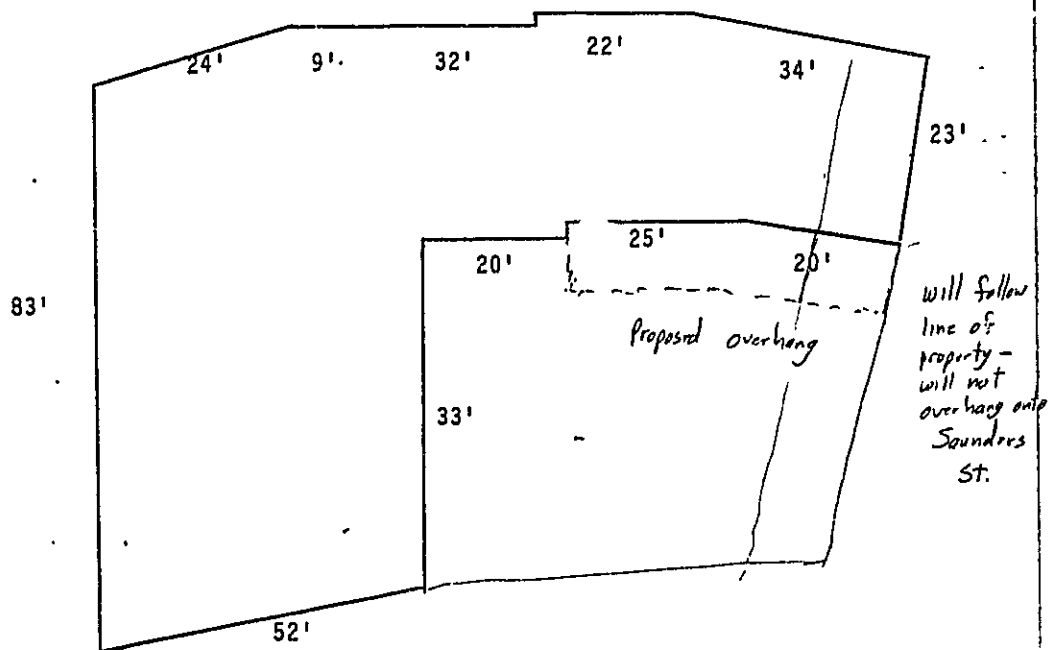 24' 9' 32' 22' 34'
23'
20' 25' 20'
83'
Proposed overhang
33'
will follow
line of
property -
will not
overhang onto
Saunders
St.
52'